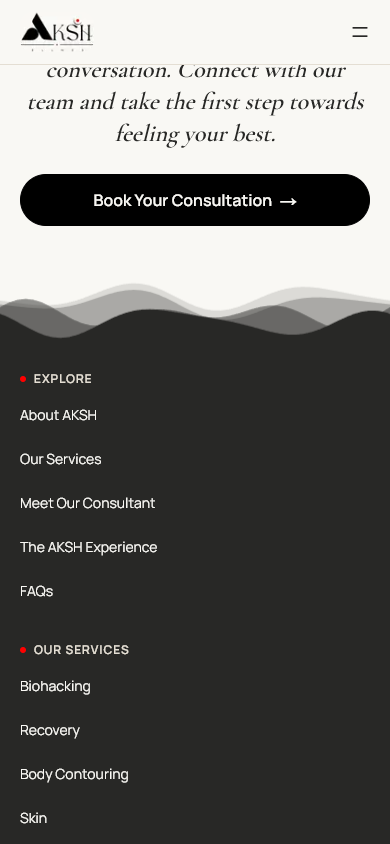 AKSH
conversation. Connect with our
team and take the first step towards
feeling your best.
Book Your Consultation →
EXPLORE
About AKSH
Our Services
Meet Our Consultant
The AKSH Experience
FAQs
OUR SERVICES
Biohacking
Recovery
Body Contouring
Skin